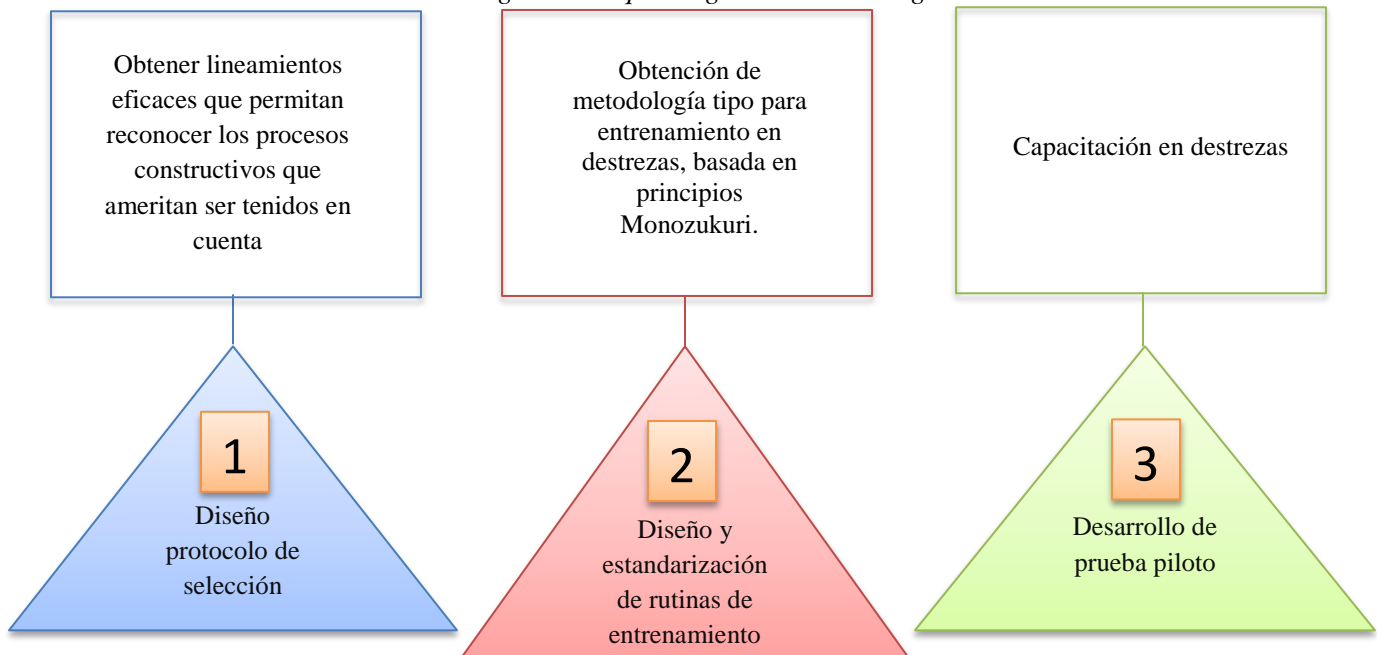 Obtener lineamientos
eficaces que permitan
reconocer los procesos
constructivos que
ameritan ser tenidos en
cuenta
Obtención de
metodología tipo para
entrenamiento en
destrezas, basada en
principios
Monozukuri.
Capacitación en destrezas
1
Diseño
protocolo de
selección
2
Diseño y
estandarización
de rutinas de
entrenamiento
3
Desarrollo de
prueba piloto